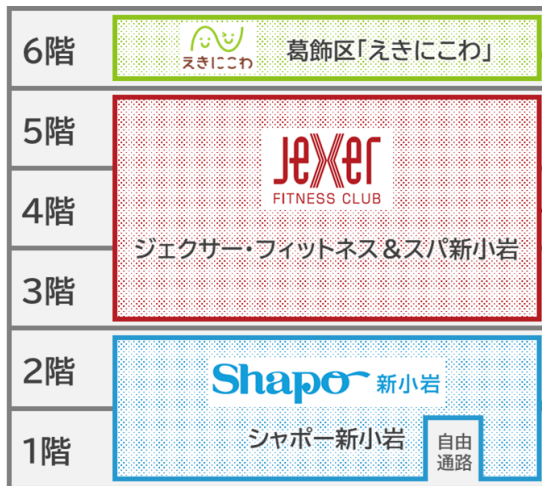 6階
えきにこわ
葛飾区「えきにこわ」
5階
JEXER
FITNESS CLUB
4階
ジェクサー・フィットネス&スパ新小岩
3階
2階
Shapo 新小岩
1階
シャポー新小岩
自由
通路